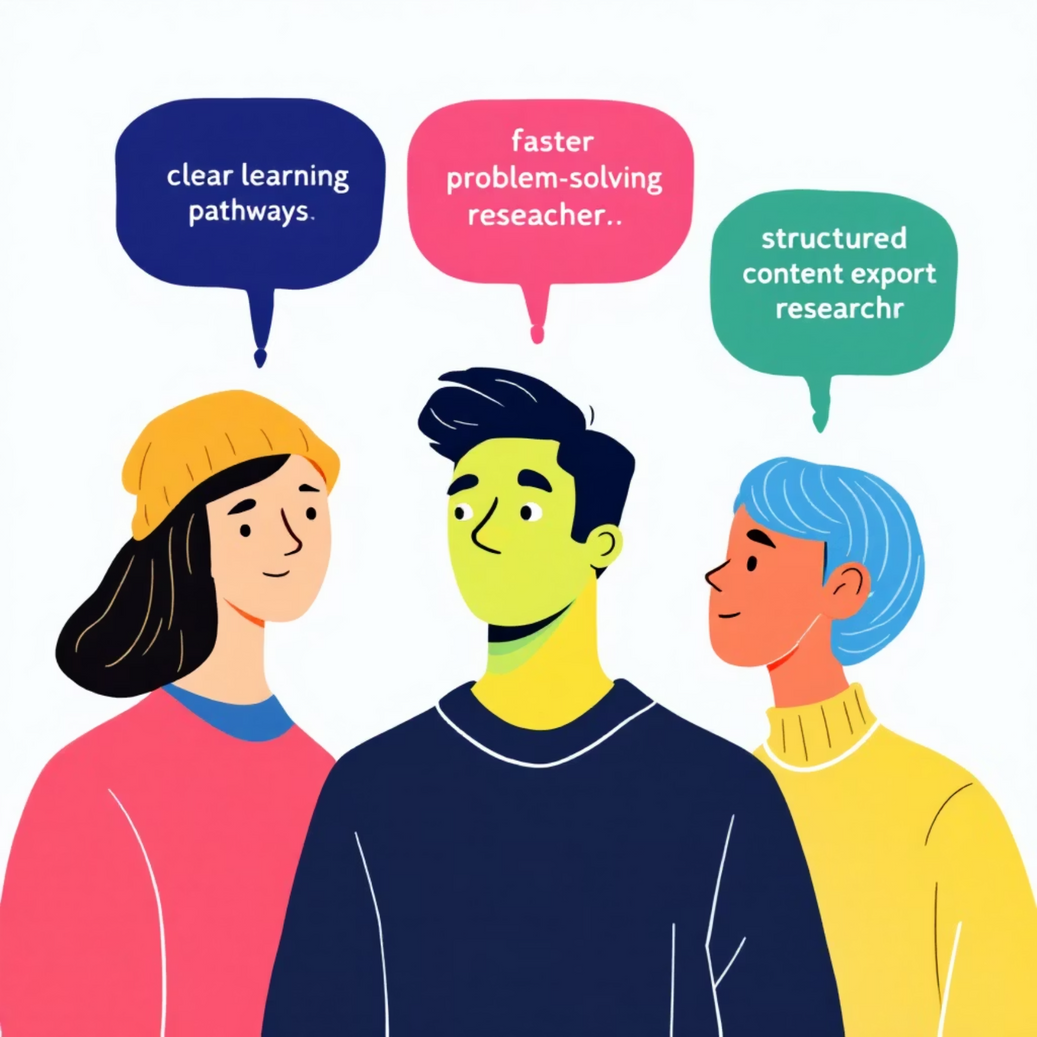 clear learning
pathways.
faster
problem-solving
reseacher..
structured
content export
researchr